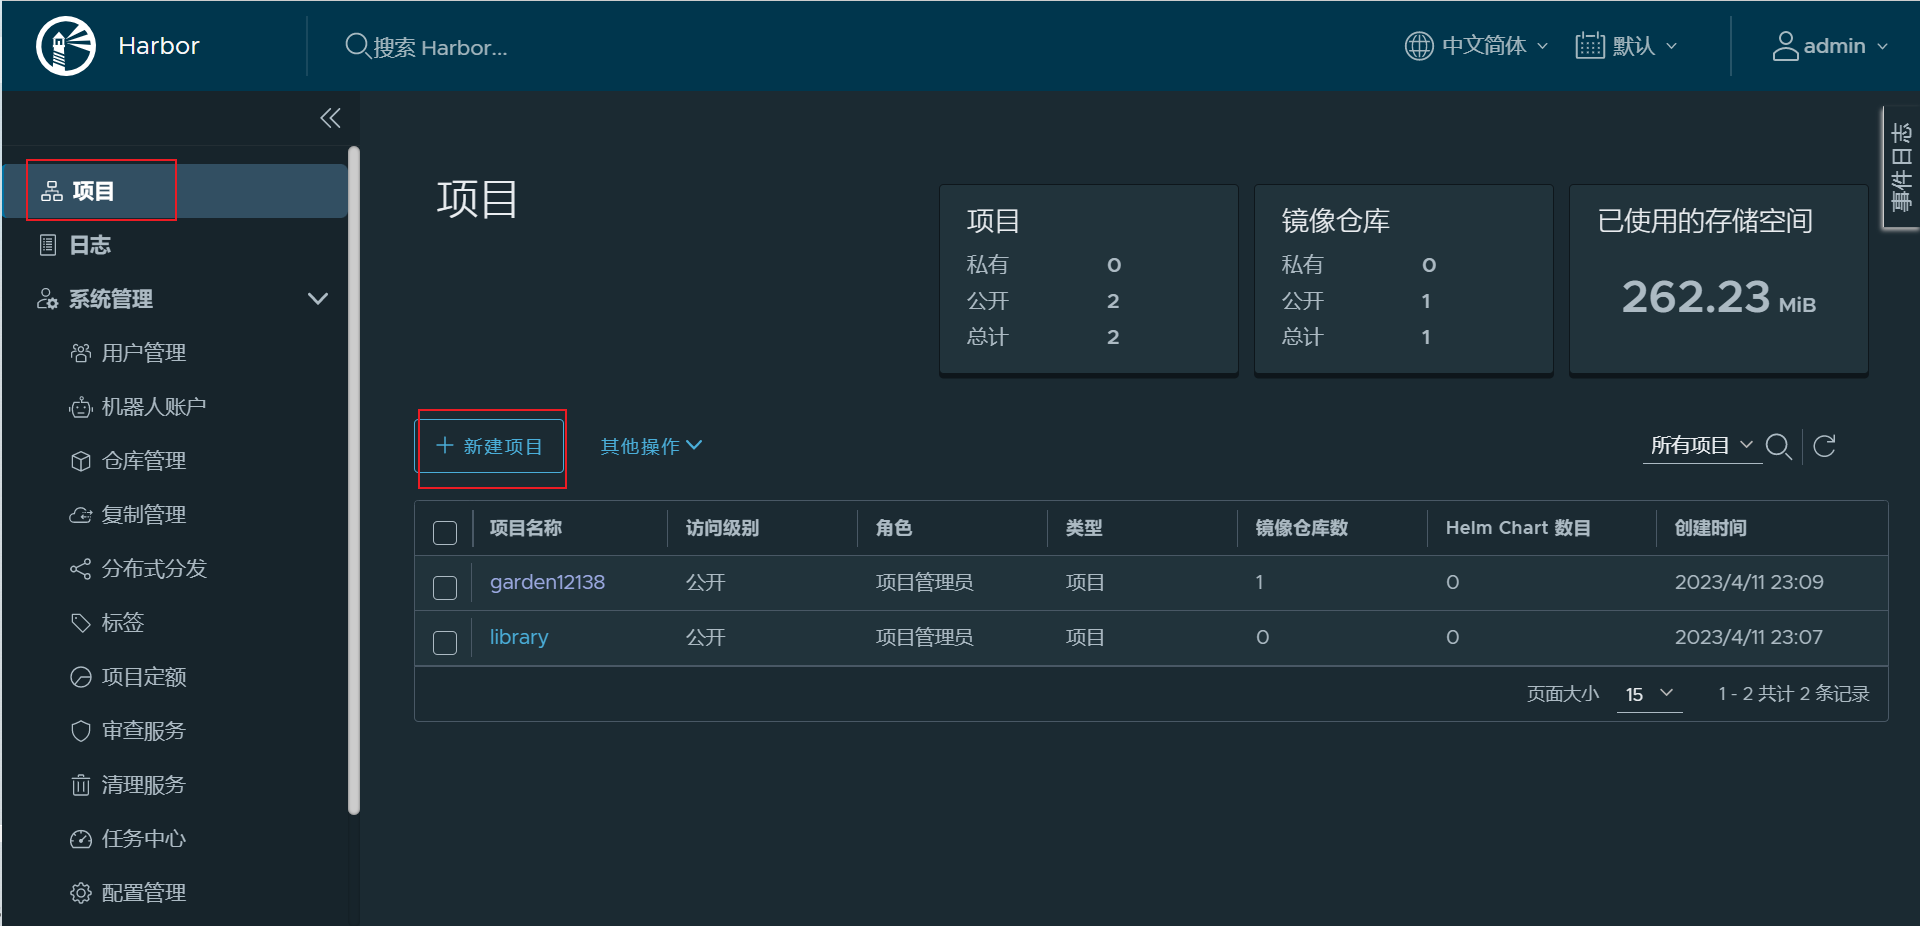 Harbor
搜索 Harbor...
中文简体
默认
admin
项目
日志
系统管理
用户管理
机器人账户
仓库管理
复制管理
分布式分发
标签
项目定额
审查服务
清理服务
任务中心
配置管理
事件日志
项目
项目
私有 0
公开 2
总计 2
镜像仓库
私有 0
公开 1
总计 1
已使用的存储空间
262.23 MiB
新建项目
其他操作
所有项目
项目名称 访问级别 角色 类型 镜像仓库数 Helm Chart 数目 创建时间
garden12138 公开 项目管理员 项目 1 0 2023/4/11 23:09
library 公开 项目管理员 项目 0 0 2023/4/11 23:07
页面大小 15 1 - 2 共计 2 条记录